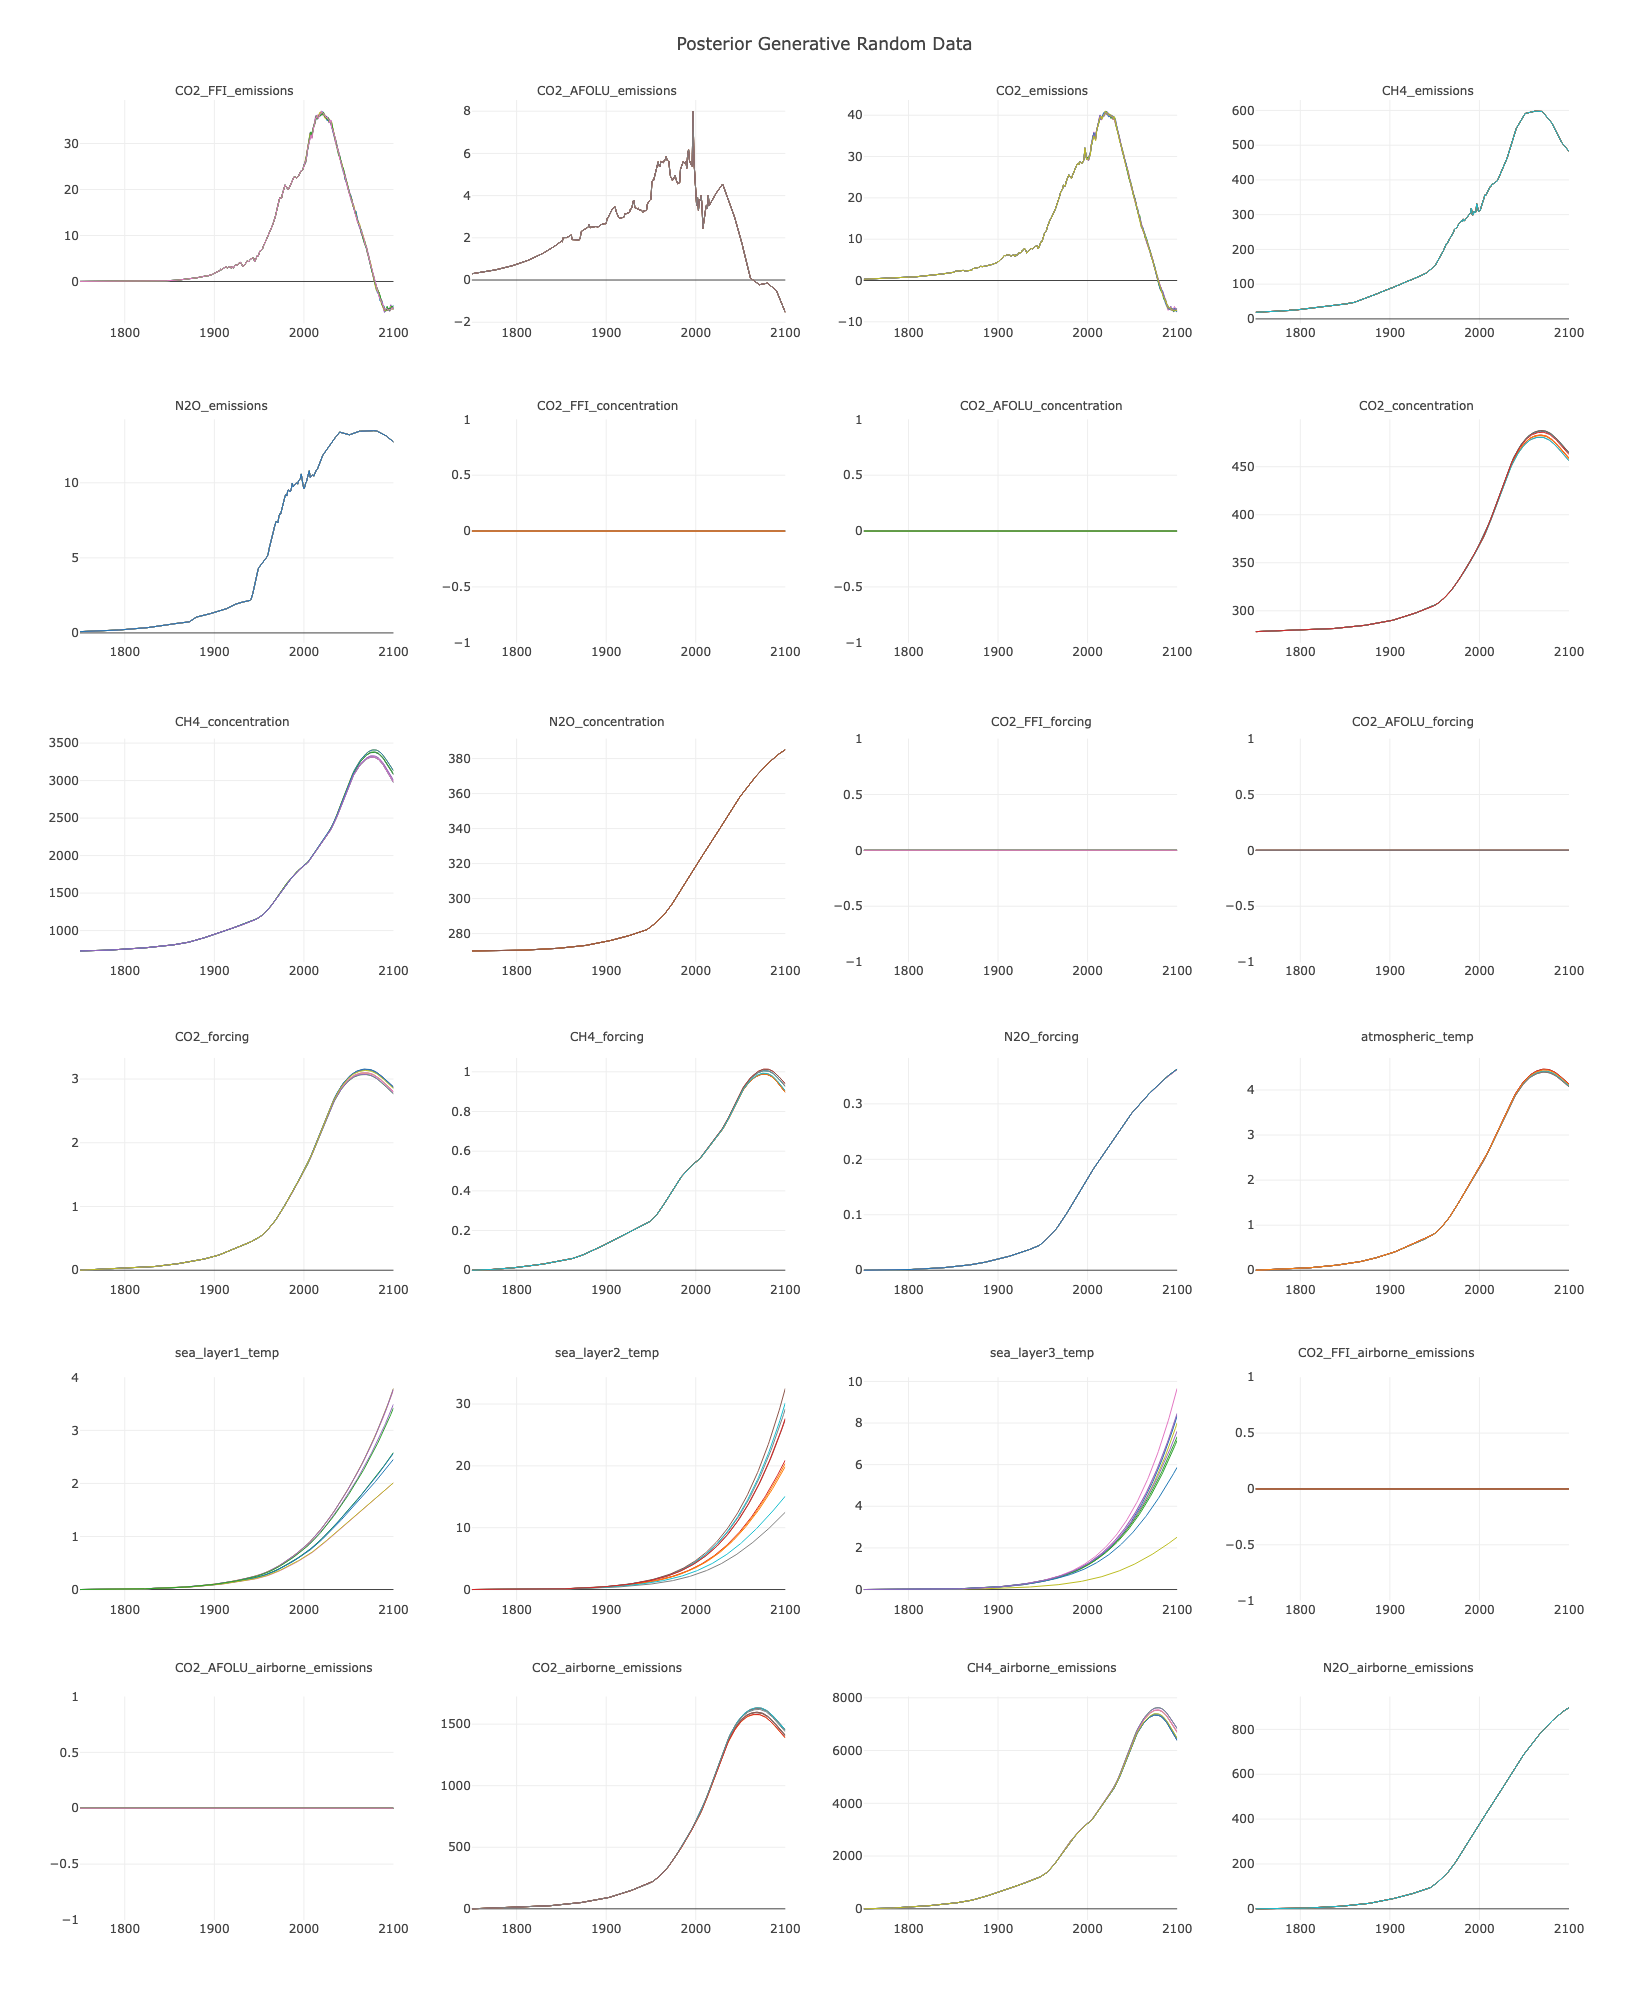 Posterior Generative Random Data
CO2_FFI_emissions
CO2_AFOLU_emissions
CO2_emissions
CH4_emissions
30
20
10
0
1800 1900 2000 2100
8
6
4
2
0
−2
1800 1900 2000 2100
40
30
20
10
0
−10
1800 1900 2000 2100
600
500
400
300
200
100
0
1800 1900 2000 2100
N2O_emissions
CO2_FFI_concentration
CO2_AFOLU_concentration
CO2_concentration
10
5
0
1800 1900 2000 2100
1
0.5
0
−0.5
−1
1800 1900 2000 2100
1
0.5
0
−0.5
−1
1800 1900 2000 2100
450
400
350
300
1800 1900 2000 2100
CH4_concentration
N2O_concentration
CO2_FFI_forcing
CO2_AFOLU_forcing
3500
3000
2500
2000
1500
1000
1800 1900 2000 2100
380
360
340
320
300
280
1800 1900 2000 2100
1
0.5
0
−0.5
−1
1800 1900 2000 2100
1
0.5
0
−0.5
−1
1800 1900 2000 2100
CO2_forcing
CH4_forcing
N2O_forcing
atmospheric_temp
3
2
1
0
1800 1900 2000 2100
1
0.8
0.6
0.4
0.2
0
1800 1900 2000 2100
0.3
0.2
0.1
0
1800 1900 2000 2100
4
3
2
1
0
1800 1900 2000 2100
sea_layer1_temp
sea_layer2_temp
sea_layer3_temp
CO2_FFI_airborne_emissions
4
3
2
1
0
1800 1900 2000 2100
30
20
10
0
1800 1900 2000 2100
10
8
6
4
2
0
1800 1900 2000 2100
1
0.5
0
−0.5
−1
1800 1900 2000 2100
CO2_AFOLU_airborne_emissions
CO2_airborne_emissions
CH4_airborne_emissions
N2O_airborne_emissions
1
0.5
0
−0.5
−1
1800 1900 2000 2100
1500
1000
500
0
1800 1900 2000 2100
8000
6000
4000
2000
0
1800 1900 2000 2100
800
600
400
200
0
1800 1900 2000 2100